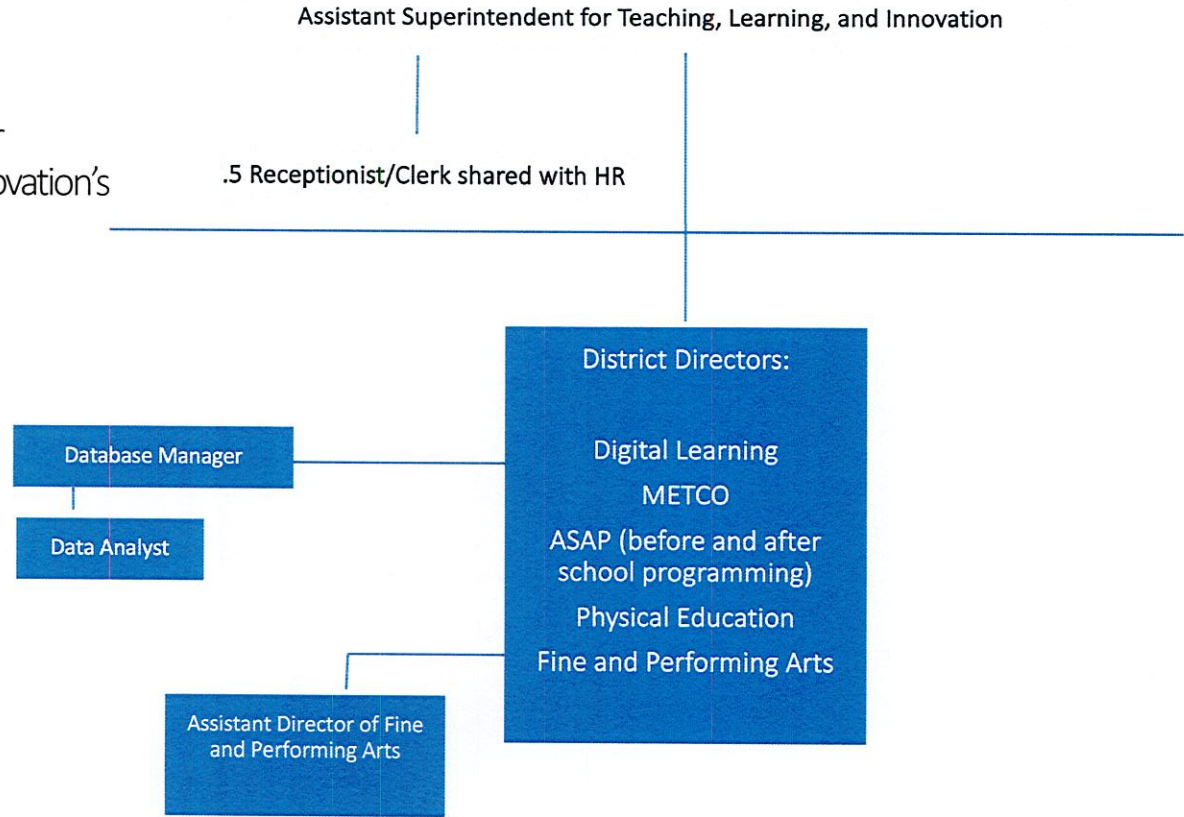 Assistant Superintendent for Teaching, Learning, and Innovation
.5 Receptionist/Clerk shared with HR
District Directors:
Digital Learning
METCO
ASAP (before and after
school programming)
Physical Education
Fine and Performing Arts
Database Manager
Data Analyst
Assistant Director of Fine
and Performing Arts